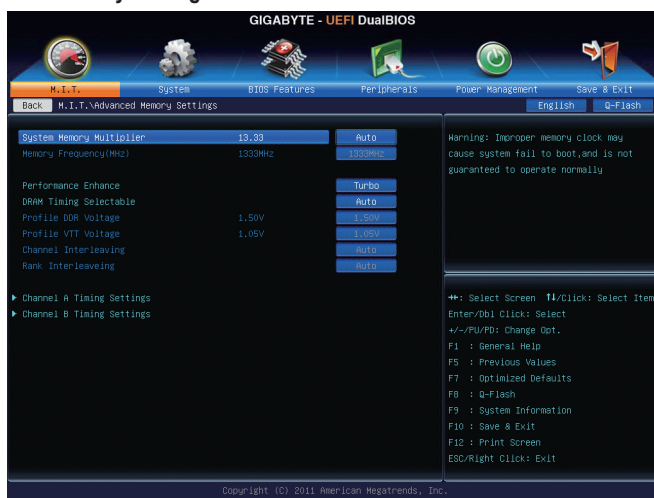 GIGABYTE - UEFI DualBIOS
M.I.T.
System
BIOS Features
Peripherals
Power Management
Save & Exit
Back M.I.T.\Advanced Memory Settings
English
Q-Flash
System Memory Multiplier 13.33 Auto
Memory Frequency(MHz) 1333MHz 1333MHz
Performance Enhance Turbo
DRAM Timing Selectable Auto
Profile DDR Voltage 1.50V 1.50V
Profile VTT Voltage 1.05V 1.05V
Channel Interleaving Auto
Rank Interleaveing Auto
Channel A Timing Settings
Channel B Timing Settings
Warning: Improper memory clock may
cause system fail to boot,and is not
guaranteed to operate normally
→←: Select Screen ↑↓/Click: Select Item
Enter/Dbl Click: Select
+/-/PU/PD: Change Opt.
F1 : General Help
F5 : Previous Values
F7 : Optimized Defaults
F8 : Q-Flash
F9 : System Information
F10 : Save & Exit
F12 : Print Screen
ESC/Right Click: Exit
Copyright (C) 2011 American Megatrends, Inc.